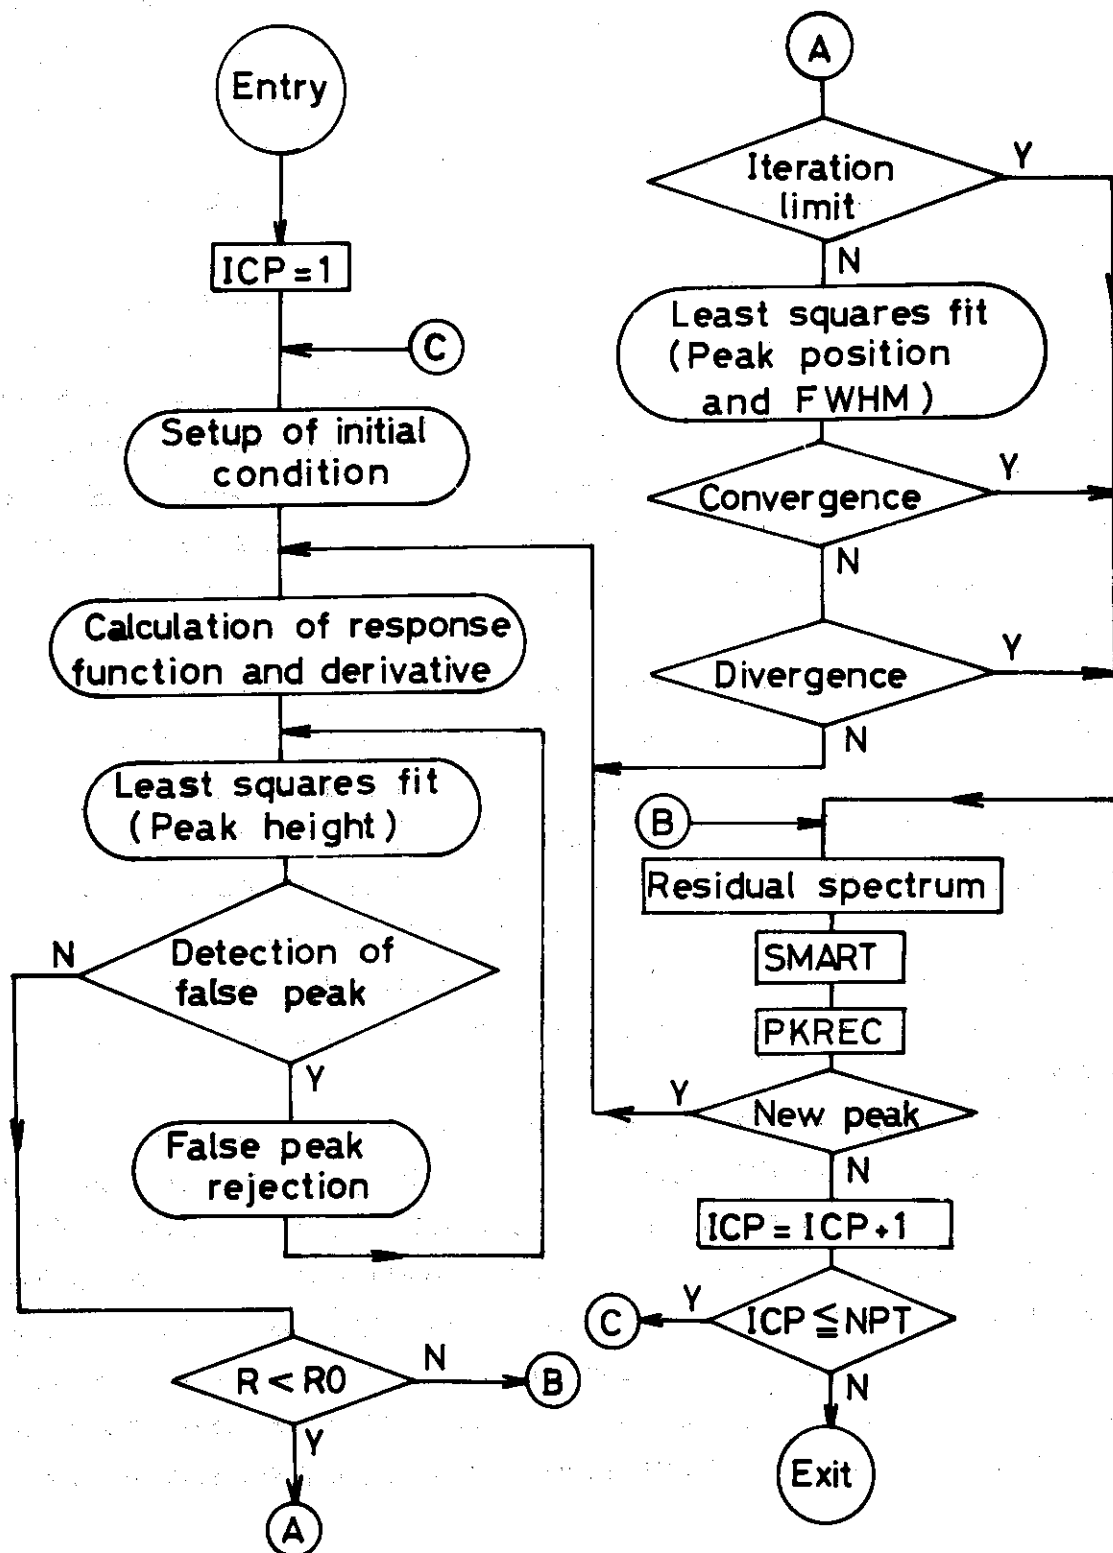 Entry
ICP = 1
C
Setup of initial
condition
Calculation of response
function and derivative
Least squares fit
(Peak height)
N
Detection of
false peak
Y
False peak
rejection
R < R0
N
B
Y
A
A
Iteration
limit
Y
N
Least squares fit
(Peak position
and FWHM)
Convergence
Y
N
Divergence
Y
N
B
Residual spectrum
SMART
PKREC
Y
New peak
N
ICP = ICP+1
C
Y
ICP ≦ NPT
N
Exit